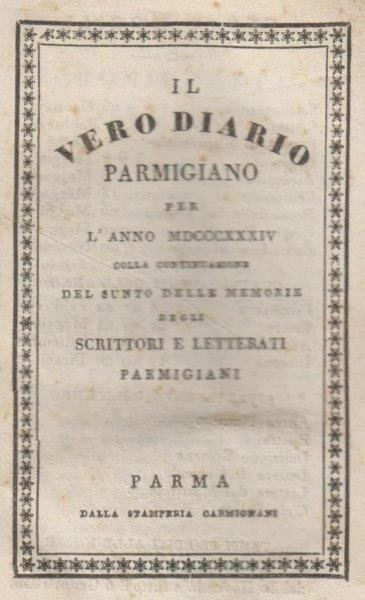 IL
VERO DIARIO
PARMIGIANO
PER
L' ANNO MDCCCXXXIV
COLLA CONTINUAZIONE
DEL SUNTO DELLE MEMORIE
DEGLI
SCRITTORI E LETTERATI
PARMIGIANI
PARMA
DALLA STAMPERIA CARMIGNANI